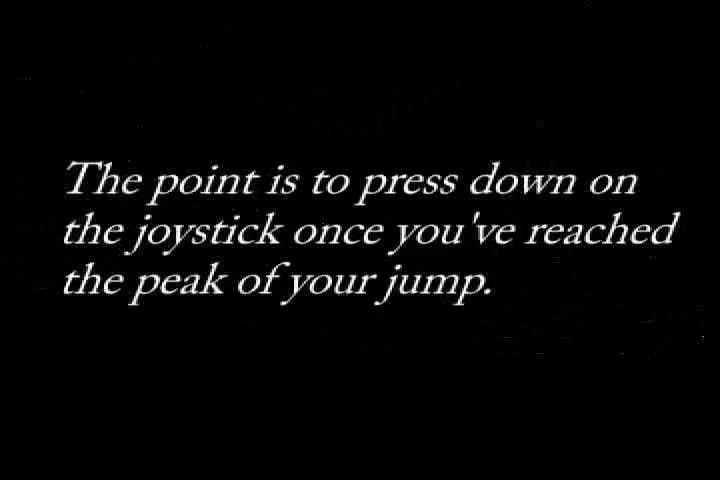 The point is to press down on
the joystick once you've reached
the peak of your jump.